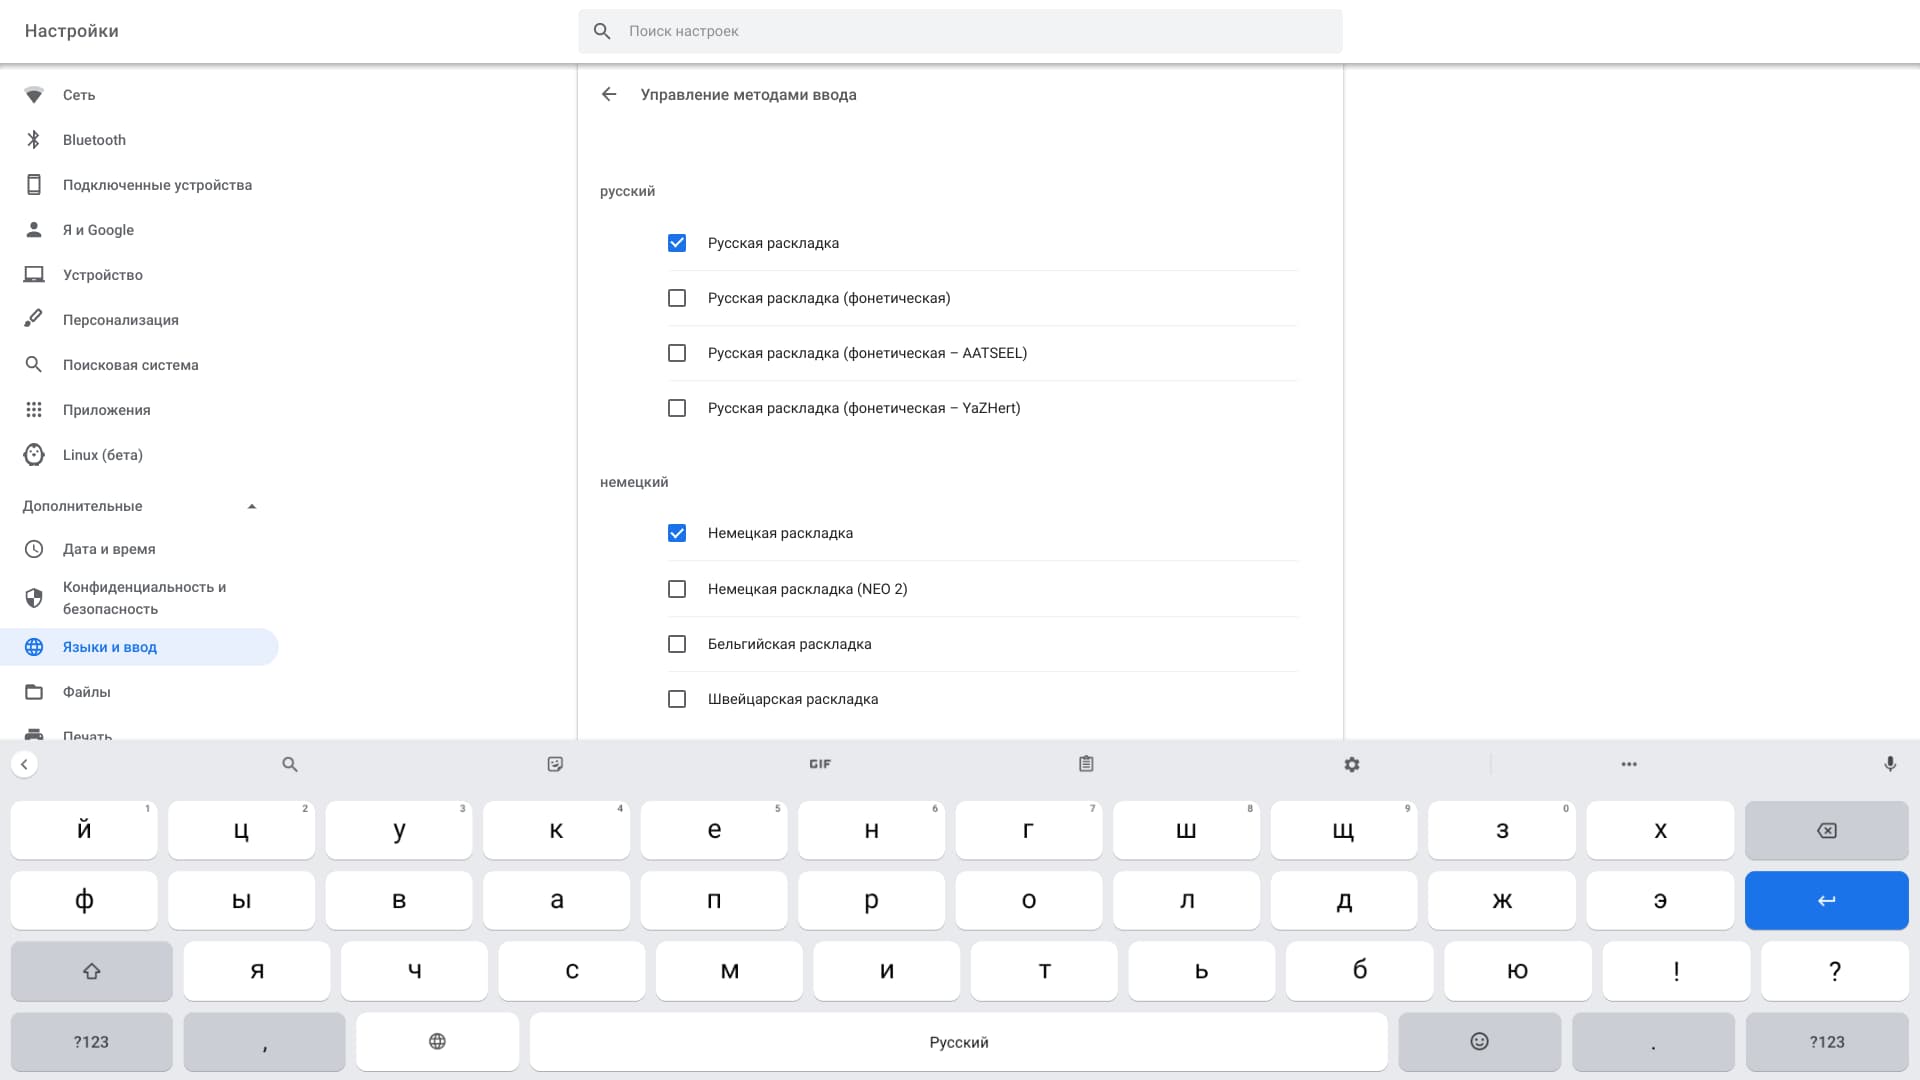 Настройки
Поиск настроек
Сеть
Bluetooth
Подключенные устройства
Я и Google
Устройство
Персонализация
Поисковая система
Приложения
Linux (бета)
Дополнительные
Дата и время
Конфиденциальность и
безопасность
Языки и ввод
Файлы
Печать
Управление методами ввода
русский
Русская раскладка
Русская раскладка (фонетическая)
Русская раскладка (фонетическая – AATSEEL)
Русская раскладка (фонетическая – YaZHert)
немецкий
Немецкая раскладка
Немецкая раскладка (NEO 2)
Бельгийская раскладка
Швейцарская раскладка
GIF
1 2 3 4 5 6 7 8 9 0
й ц у к е н г ш щ з х
ф ы в а п р о л д ж э
я ч с м и т ь б ю ! ?
?123 , Русский . ?123